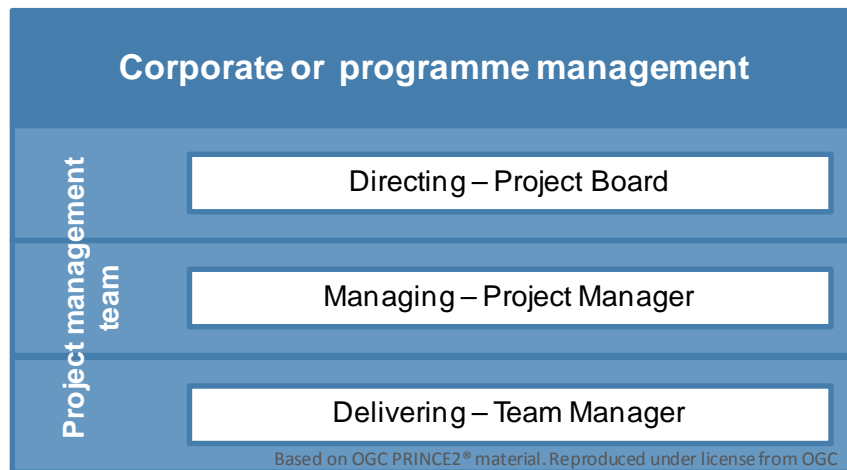 Corporate or programme management
Project management
team
Directing – Project Board
Managing – Project Manager
Delivering – Team Manager
Based on OGC PRINCE2® material. Reproduced under license from OGC